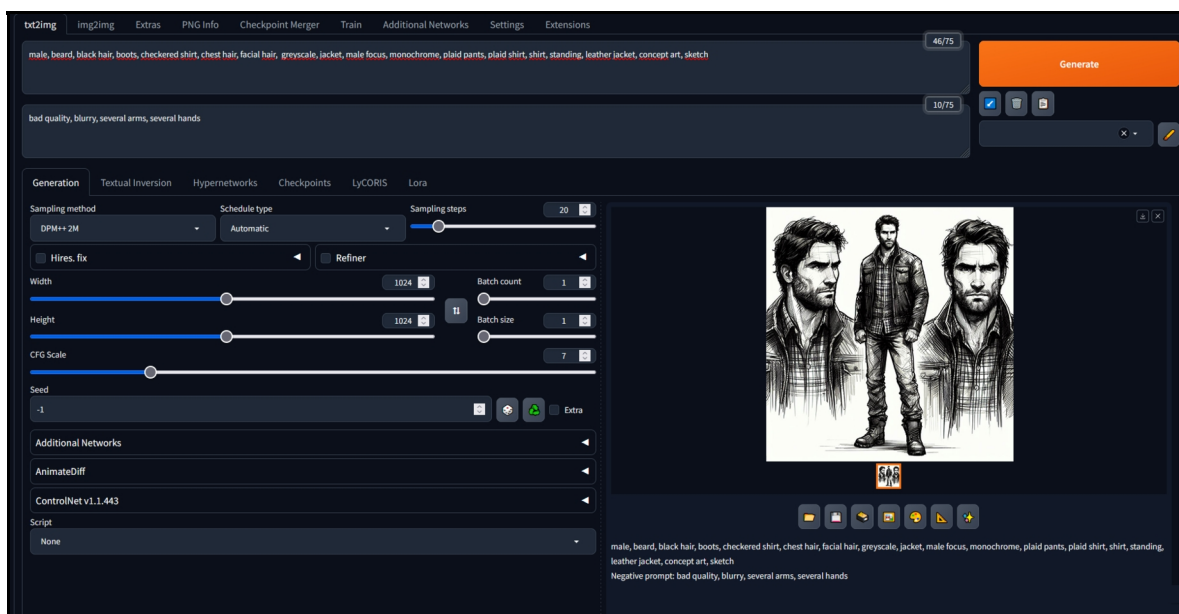 txt2img img2img Extras PNG Info Checkpoint Merger Train Additional Networks Settings Extensions
46/75
male, beard, black hair, boots, checkered shirt, chest hair, facial hair, greyscale, jacket, male focus, monochrome, plaid pants, plaid shirt, shirt, standing, leather jacket, concept art, sketch
Generate
10/75
bad quality, blurry, several arms, several hands
Generation Textual Inversion Hypernetworks Checkpoints LyCORIS Lora
Sampling method Schedule type Sampling steps 20
DPM++ 2M Automatic
Hires. fix Refiner
Width 1024 Batch count 1
Height 1024 Batch size 1
CFG Scale 7
Seed
-1 Extra
Additional Networks
AnimateDiff
ControlNet v1.1.443
Script
None
male, beard, black hair, boots, checkered shirt, chest hair, facial hair, greyscale, jacket, male focus, monochrome, plaid pants, plaid shirt, shirt, standing,
leather jacket, concept art, sketch
Negative prompt: bad quality, blurry, several arms, several hands